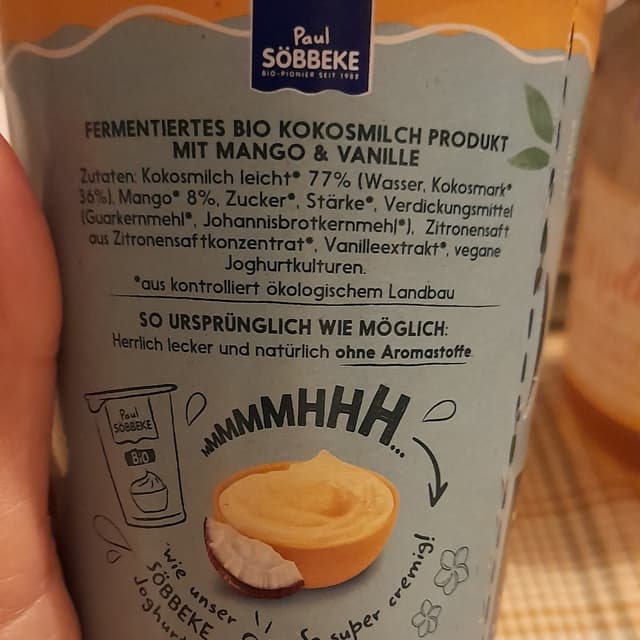 Paul
SÖBBEKE
BIO-PIONIER SEIT 1988
FERMENTIERTES BIO KOKOSMILCH PRODUKT
MIT MANGO & VANILLE
Zutaten: Kokosmilch leicht* 77% (Wasser, Kokosmark*
36%), Mango* 8%, Zucker*, Stärke*, Verdickungsmittel
(Guarkernmehl*, Johannisbrotkernmehl*), Zitronensaft
aus Zitronensaftkonzentrat*, Vanilleextrakt*, vegane
Joghurtkulturen.
*aus kontrolliert ökologischem Landbau
SO URSPRÜNGLICH WIE MÖGLICH:
Herrlich lecker und natürlich ohne Aromastoffe.
Paul
SÖBBEKE
BIO
MMMMMMHHHH...
wie unser
SÖBBEKE
super cremig!